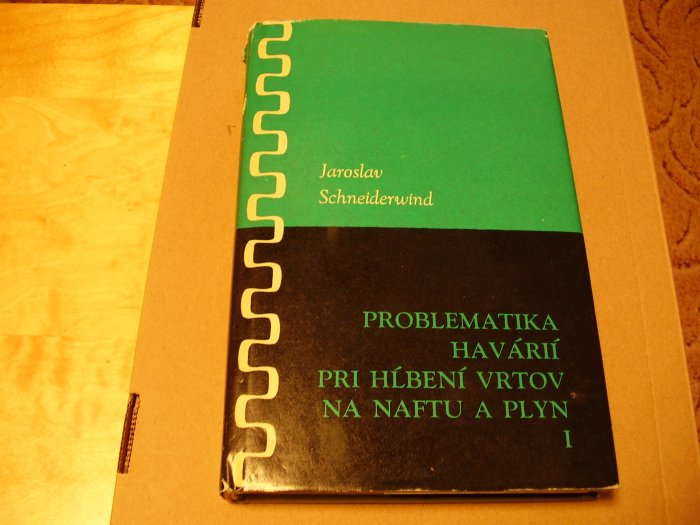 Jaroslav
Schneiderwind
PROBLEMATIKA
HAVÁRIÍ
PRI HĹBENÍ VRTOV
NA NAFTU A PLYN
I